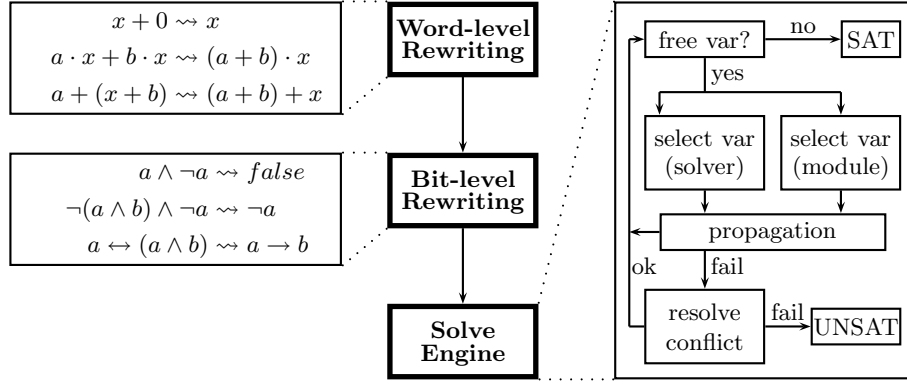 x + 0 ⇝ x
a · x + b · x ⇝ (a + b) · x
a + (x + b) ⇝ (a + b) + x
Word-level
Rewriting
a ∧ ¬a ⇝ false
¬(a ∧ b) ∧ ¬a ⇝ ¬a
a ↔ (a ∧ b) ⇝ a → b
Bit-level
Rewriting
Solve
Engine
free var?
no
SAT
yes
select var
(solver)
select var
(module)
propagation
ok
fail
resolve
conflict
fail
UNSAT